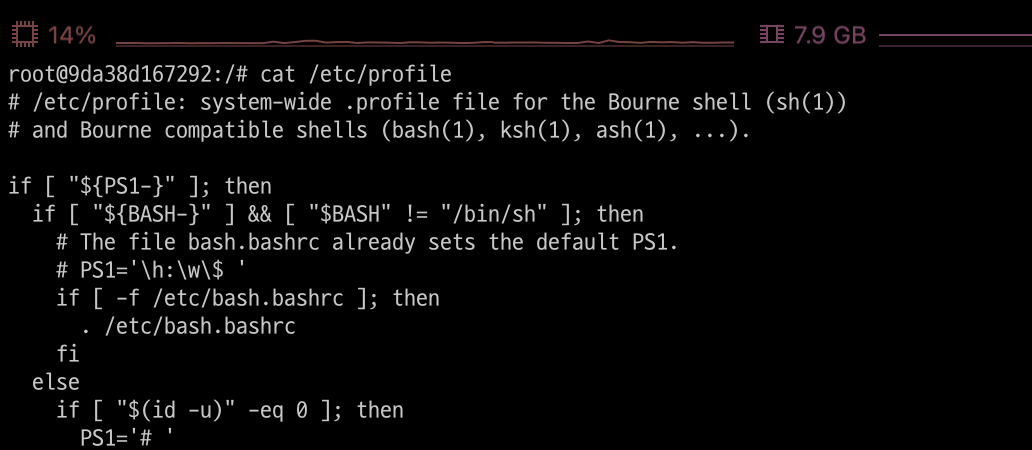 14% 7.9 GB
root@9da38d167292:/# cat /etc/profile
# /etc/profile: system-wide .profile file for the Bourne shell (sh(1))
# and Bourne compatible shells (bash(1), ksh(1), ash(1), ...).

if [ "${PS1-}" ]; then
  if [ "${BASH-}" ] && [ "$BASH" != "/bin/sh" ]; then
    # The file bash.bashrc already sets the default PS1.
    # PS1='\h:\w\$ '
    if [ -f /etc/bash.bashrc ]; then
      . /etc/bash.bashrc
    fi
  else
    if [ "$(id -u)" -eq 0 ]; then
      PS1='# '